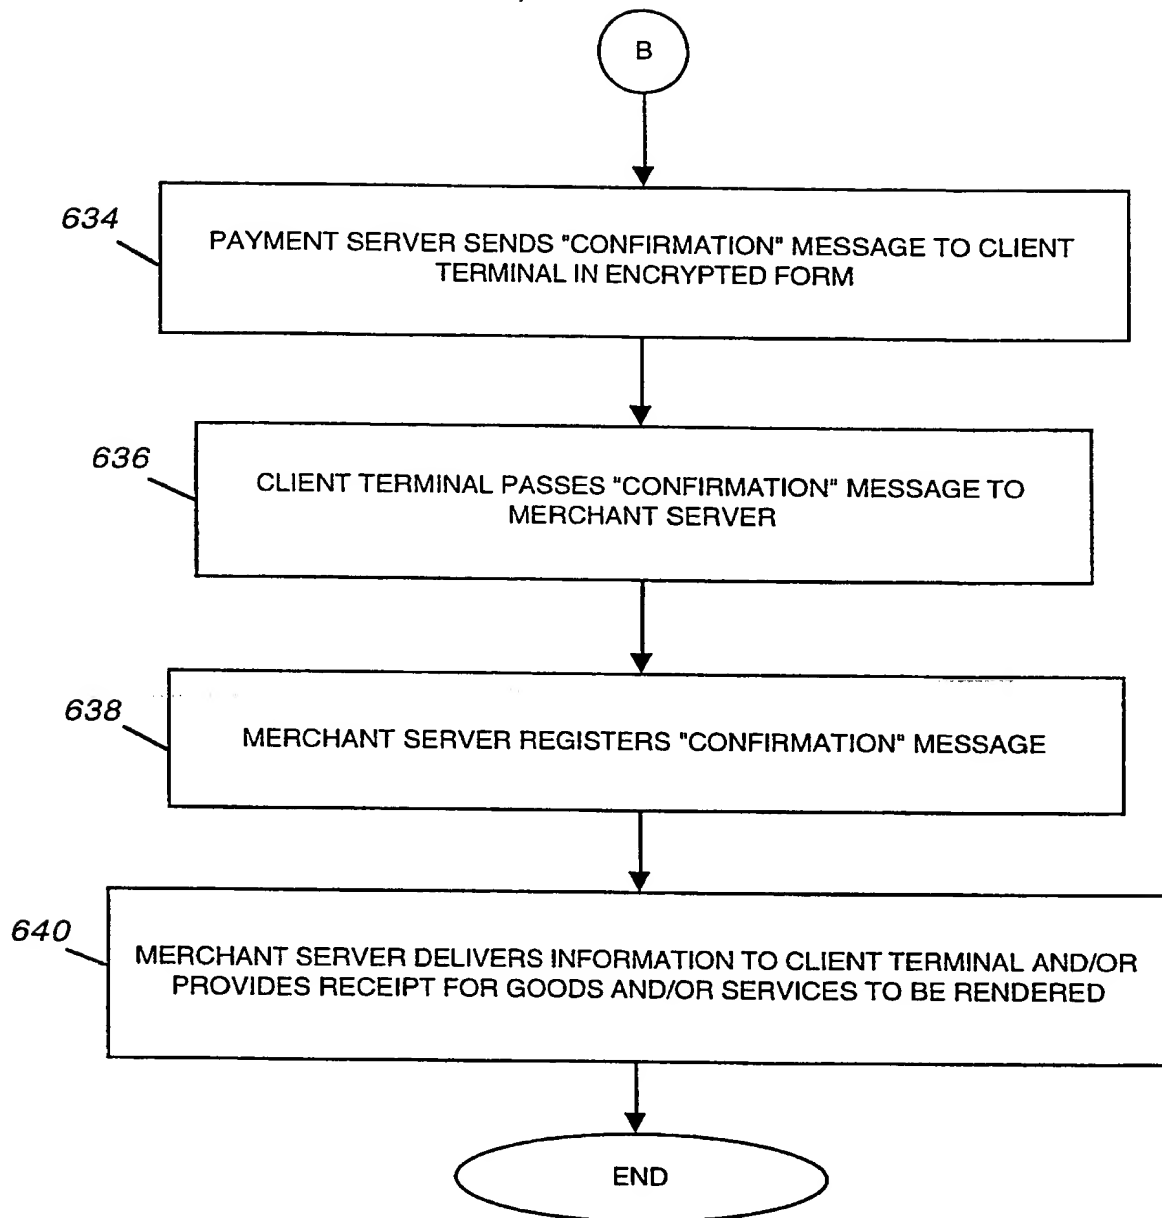 B
634
PAYMENT SERVER SENDS "CONFIRMATION" MESSAGE TO CLIENT
TERMINAL IN ENCRYPTED FORM
636
CLIENT TERMINAL PASSES "CONFIRMATION" MESSAGE TO
MERCHANT SERVER
638
MERCHANT SERVER REGISTERS "CONFIRMATION" MESSAGE
640
MERCHANT SERVER DELIVERS INFORMATION TO CLIENT TERMINAL AND/OR
PROVIDES RECEIPT FOR GOODS AND/OR SERVICES TO BE RENDERED
END